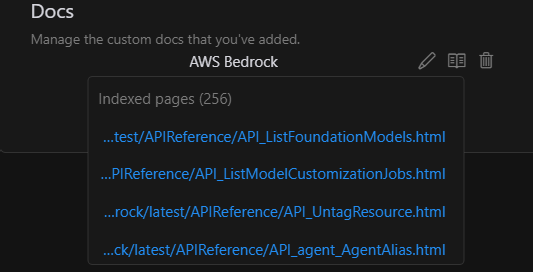 Docs
Manage the custom docs that you've added.
AWS Bedrock
Indexed pages (256)
...test/APIReference/API_ListFoundationModels.html
...PIReference/API_ListModelCustomizationJobs.html
...rock/latest/APIReference/API_UntagResource.html
...ck/latest/APIReference/API_agent_AgentAlias.html